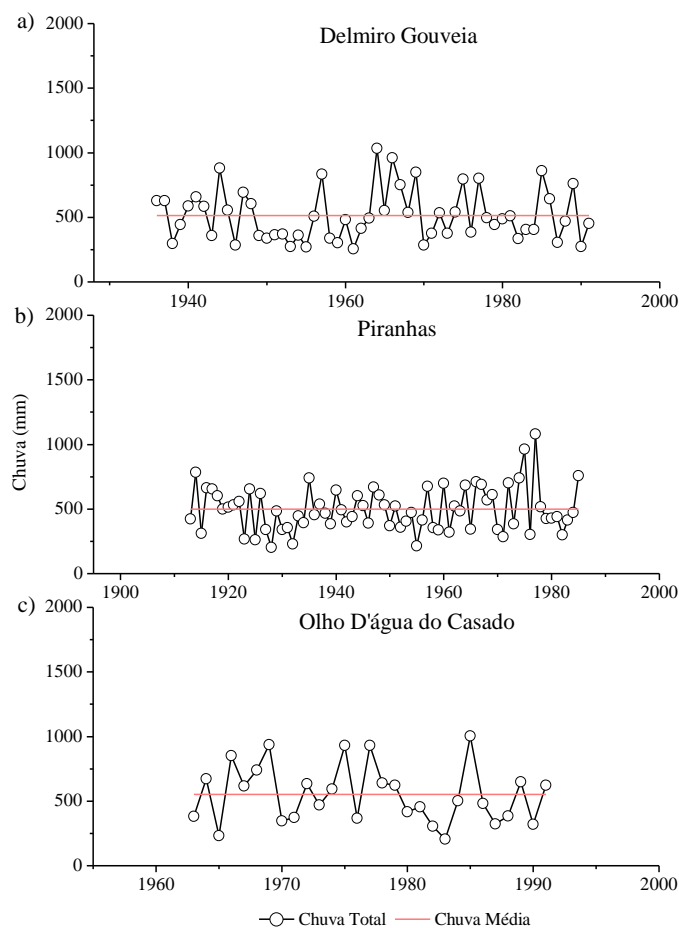 a)
Delmiro Gouveia
2000
1500
1000
500
0
1940 1960 1980 2000
b)
Piranhas
2000
1500
1000
500
0
1900 1920 1940 1960 1980 2000
Chuva (mm)
c)
Olho D'água do Casado
2000
1500
1000
500
0
1960 1970 1980 1990 2000
Chuva Total Chuva Média